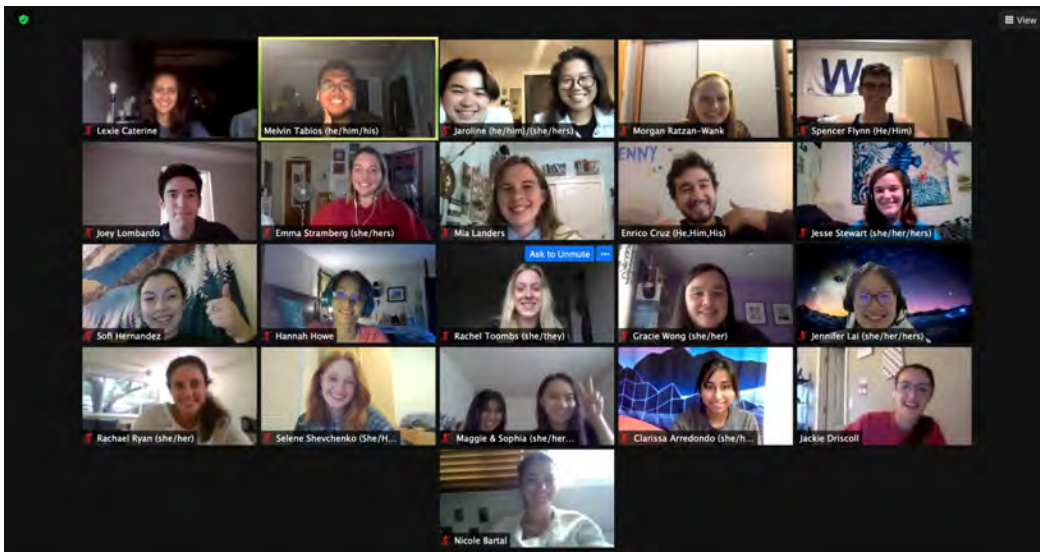 View
Lexie Caterine
Melvin Tabios (he/him/his)
Jaroline (he/him)/(she/hers)
Morgan Ratzan-Wank
W
Spencer Flynn (He/Him)
Joey Lombardo
Emma Stramberg (she/hers)
Mia Landers
ENNY
Enrico Cruz (He,Him,His)
Jesse Stewart (she/her/hers)
Sofi Hernandez
Hannah Howe
Ask to Unmute
Rachel Toombs (she/they)
Gracie Wong (she/her)
Jennifer Lai (she/her/hers)
Rachael Ryan (she/her)
Selene Shevchenko (She/H...
Maggie & Sophia (she/her...
Clarissa Arredondo (she/h...
Jackie Driscoll
Nicole Bartal